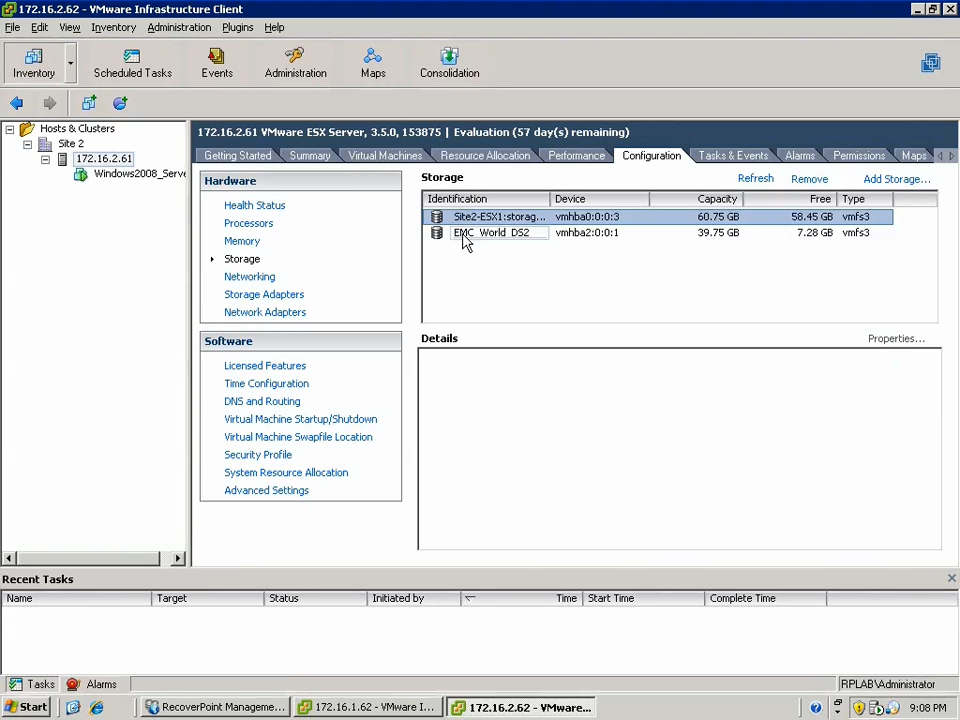 172.16.2.62 - VMware Infrastructure Client
File Edit View Inventory Administration Plugins Help
Inventory Scheduled Tasks Events Administration Maps Consolidation
Hosts & Clusters
Site 2
172.16.2.61
Windows2008_Serve
172.16.2.61 VMware ESX Server, 3.5.0, 153875 | Evaluation (57 day(s) remaining)
Getting Started Summary Virtual Machines Resource Allocation Performance Configuration Tasks & Events Alarms Permissions Maps
Hardware
Health Status
Processors
Memory
Storage
Networking
Storage Adapters
Network Adapters
Software
Licensed Features
Time Configuration
DNS and Routing
Virtual Machine Startup/Shutdown
Virtual Machine Swapfile Location
Security Profile
System Resource Allocation
Advanced Settings
Storage Refresh Remove Add Storage...
Identification Device Capacity Free Type
Site2-ESX1:storag... vmhba0:0:0:3 60.75 GB 58.45 GB vmfs3
EMC_World_DS2 vmhba2:0:0:1 39.75 GB 7.28 GB vmfs3
Details Properties...
Recent Tasks
Name Target Status Initiated by Time Start Time Complete Time
Tasks Alarms RPLAB\Administrator
Start RecoverPoint Manageme... 172.16.1.62 - VMware I... 172.16.2.62 - VMware... 9:08 PM